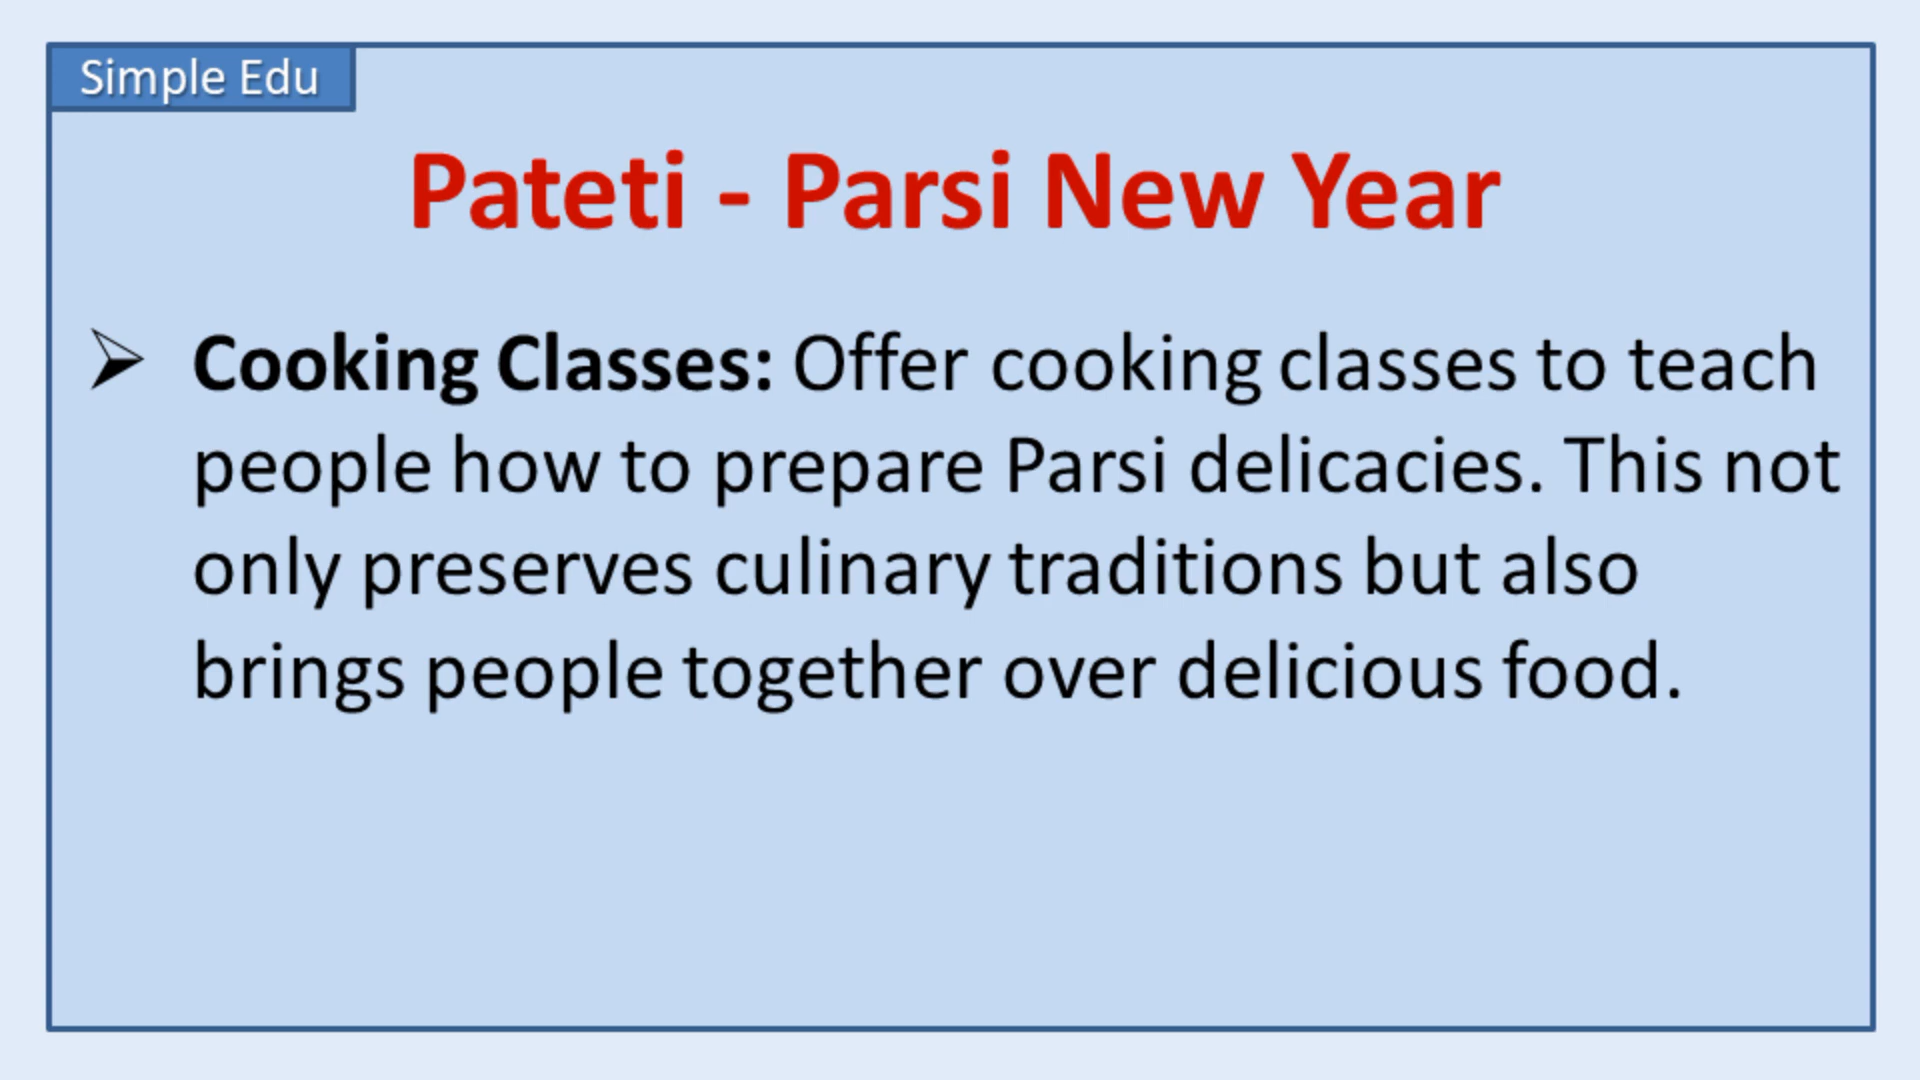 Simple Edu
Pateti - Parsi New Year
➢ Cooking Classes: Offer cooking classes to teach
people how to prepare Parsi delicacies. This not
only preserves culinary traditions but also
brings people together over delicious food.